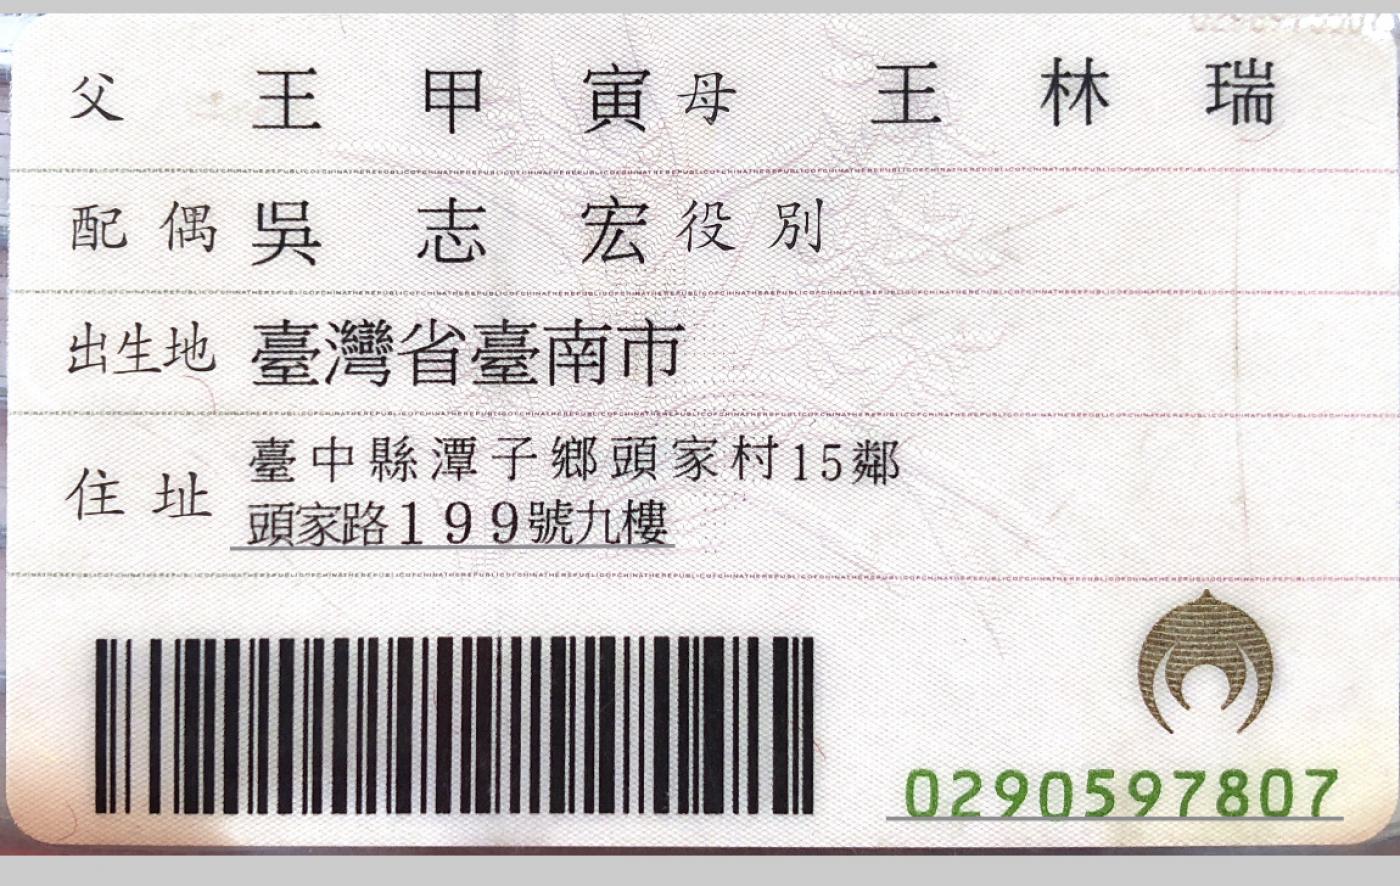 父 王甲寅 母 王林瑞
配偶 吳志宏 役別
出生地 臺灣省臺南市
住址 臺中縣潭子鄉頭家村15鄰
頭家路199號九樓
0290597807